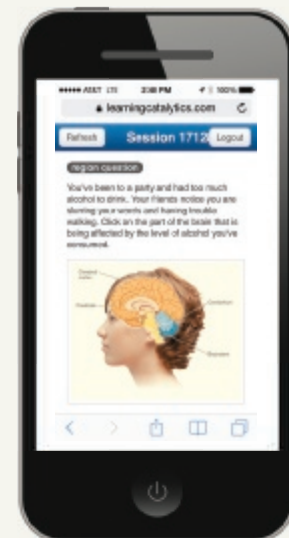 AT&T LTE 2:38 PM 100%
learningcatalytics.com
Refresh Session 1712 Logout
region question
You've been to a party and had too much
alcohol to drink. Your friends notice you are
slurring your words and having trouble
walking. Click on the part of the brain that is
being affected by the level of alcohol you've
consumed.
Cerebral
Cerebellum
Brainstem